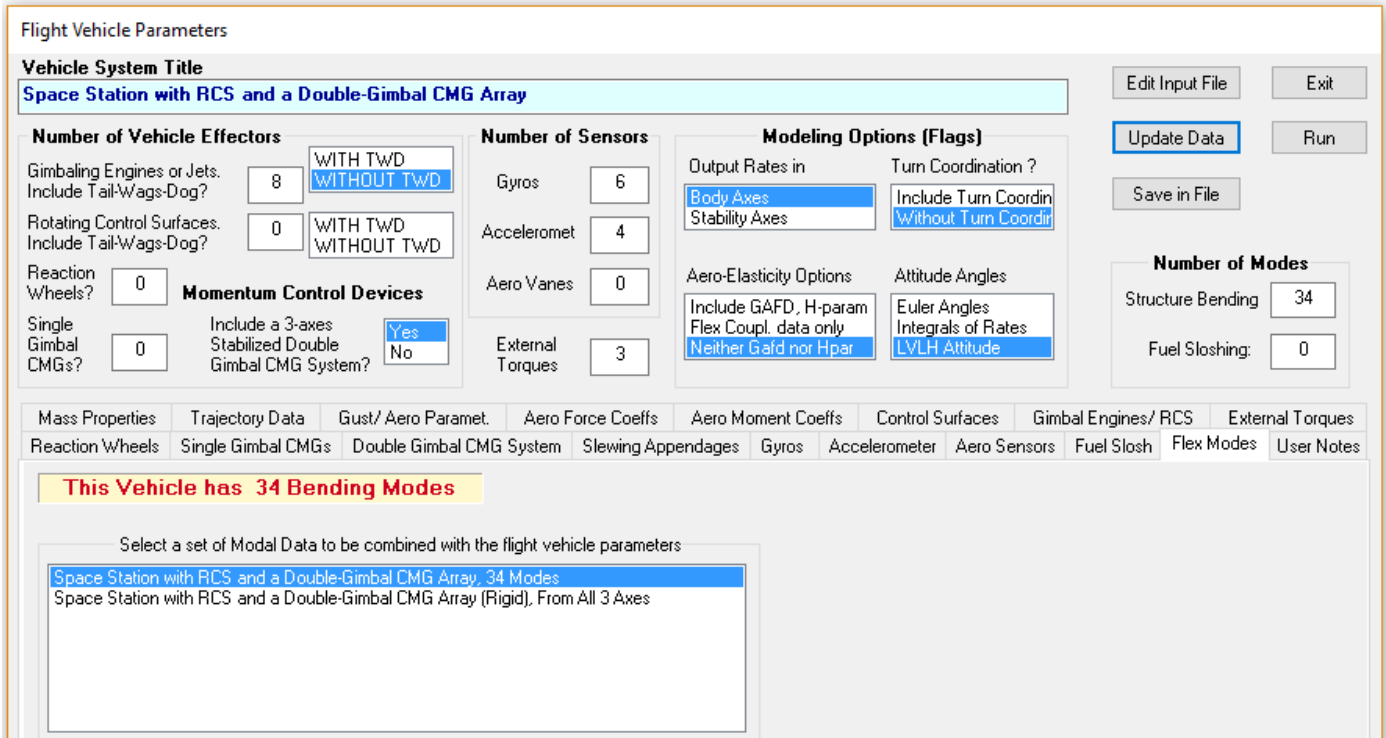 Flight Vehicle Parameters
Vehicle System Title
Space Station with RCS and a Double-Gimbal CMG Array
Edit Input File
Exit
Update Data
Run
Save in File
Number of Vehicle Effectors
Gimbaling Engines or Jets.
Include Tail-Wags-Dog?
8
WITH TWD
WITHOUT TWD
Rotating Control Surfaces.
Include Tail-Wags-Dog?
0
WITH TWD
WITHOUT TWD
Reaction
Wheels?
0
Momentum Control Devices
Single
Gimbal
CMGs?
0
Include a 3-axes
Stabilized Double
Gimbal CMG System?
Yes
No
Number of Sensors
Gyros
6
Acceleromet
4
Aero Vanes
0
External
Torques
3
Modeling Options (Flags)
Output Rates in
Body Axes
Stability Axes
Turn Coordination ?
Include Turn Coordin
Without Turn Coordin
Aero-Elasticity Options
Include GAFD, H-param
Flex Coupl. data only
Neither Gafd nor Hpar
Attitude Angles
Euler Angles
Integrals of Rates
LVLH Attitude
Number of Modes
Structure Bending
34
Fuel Sloshing:
0
Mass Properties
Trajectory Data
Gust/ Aero Paramet.
Aero Force Coeffs
Aero Moment Coeffs
Control Surfaces
Gimbal Engines/ RCS
External Torques
Reaction Wheels
Single Gimbal CMGs
Double Gimbal CMG System
Slewing Appendages
Gyros
Accelerometer
Aero Sensors
Fuel Slosh
Flex Modes
User Notes
This Vehicle has 34 Bending Modes
Select a set of Modal Data to be combined with the flight vehicle parameters
Space Station with RCS and a Double-Gimbal CMG Array, 34 Modes
Space Station with RCS and a Double-Gimbal CMG Array (Rigid), From All 3 Axes